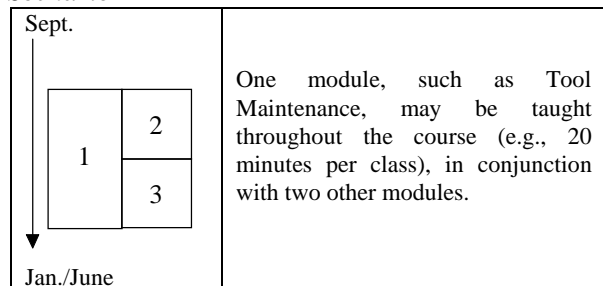 Sept.
1
2
3
Jan./June
One module, such as Tool
Maintenance, may be taught
throughout the course (e.g., 20
minutes per class), in conjunction
with two other modules.